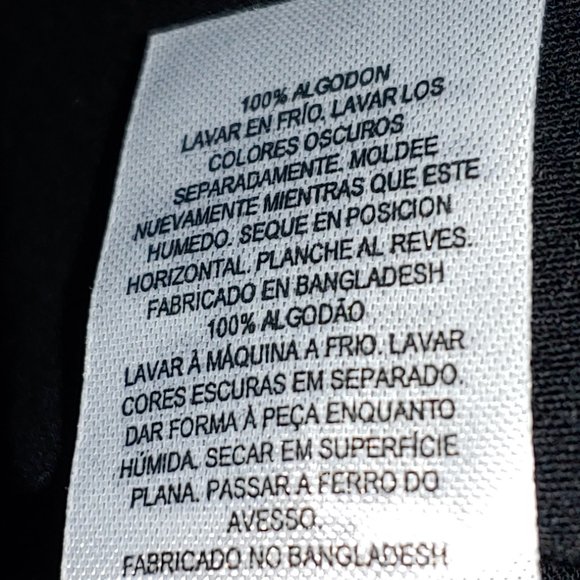 100% ALGODON
LAVAR EN FRÍO. LAVAR LOS
COLORES OSCUROS
SEPARADAMENTE. MOLDEE
NUEVAMENTE MIENTRAS QUE ESTE
HUMEDO. SEQUE EN POSICION
HORIZONTAL. PLANCHE AL REVES.
FABRICADO EN BANGLADESH
100% ALGODÃO
LAVAR À MÁQUINA A FRIO. LAVAR
CORES ESCURAS EM SEPARADO.
DAR FORMA À PEÇA ENQUANTO
HÚMIDA. SECAR EM SUPERFÍCIE
PLANA. PASSAR A FERRO DO
AVESSO.
FABRICADO NO BANGLADESH